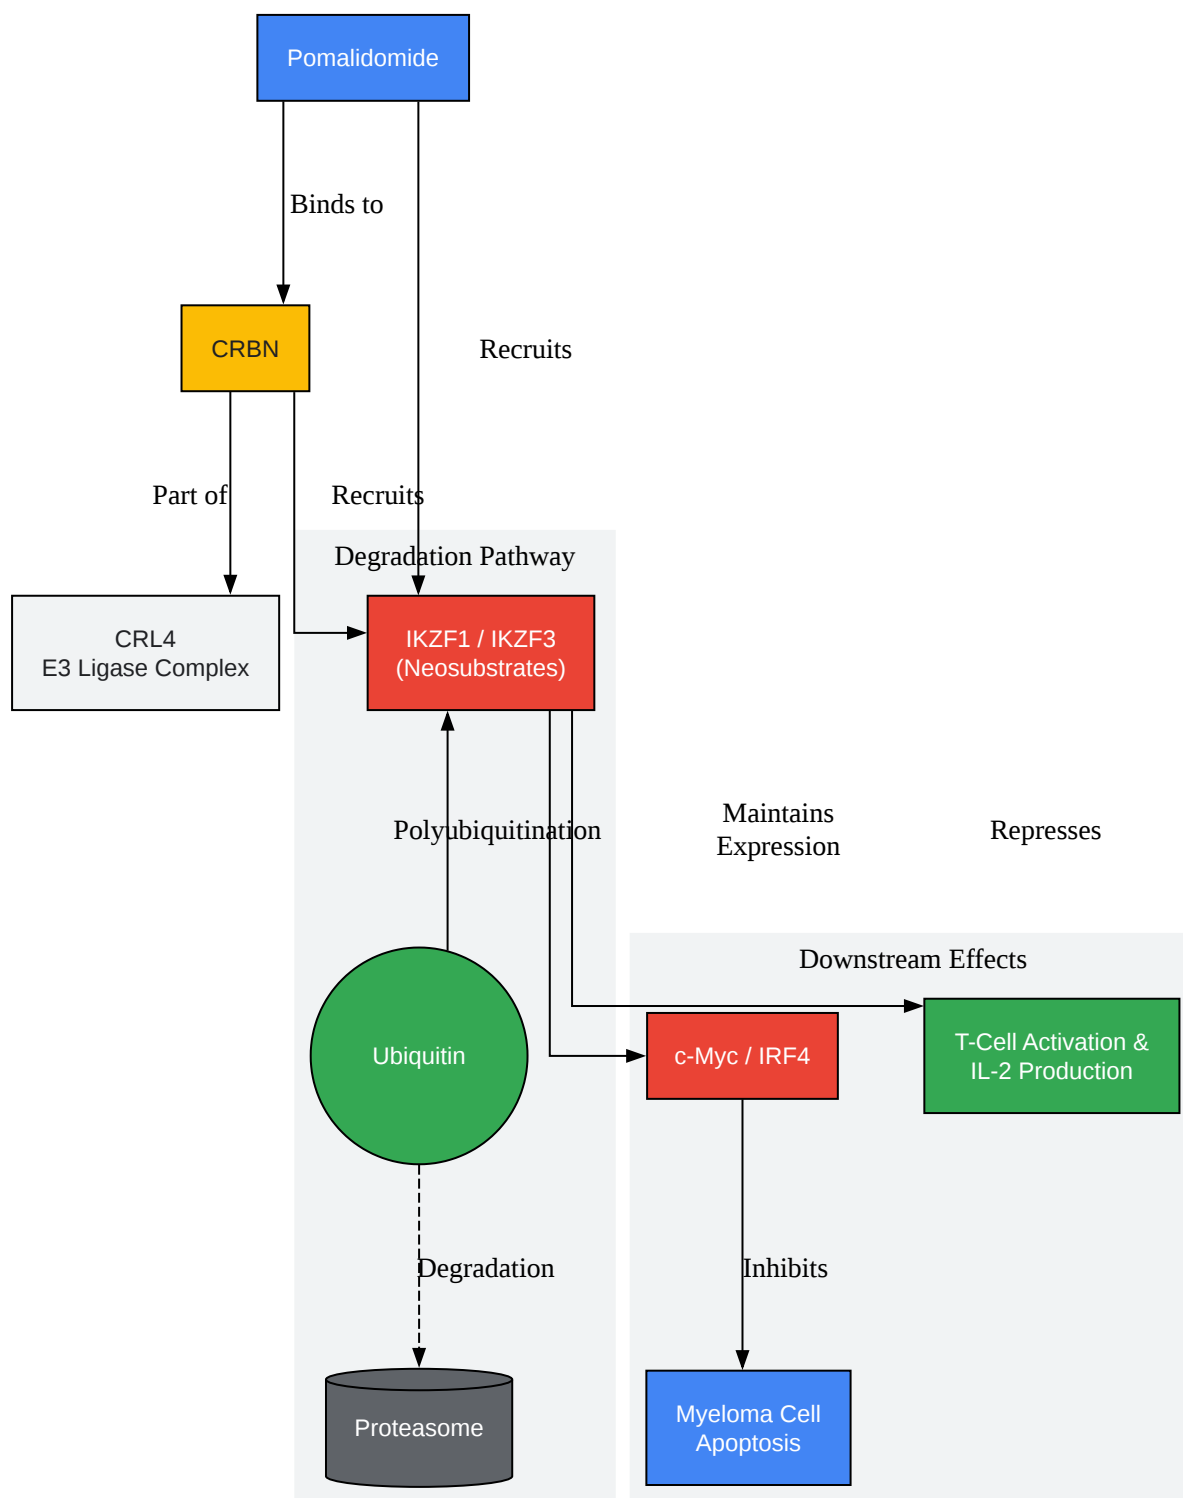 Pomalidomide
Binds to
CRBN
Recruits
Part of
Recruits
Degradation Pathway
CRL4
E3 Ligase Complex
IKZF1 / IKZF3
(Neosubstrates)
Polyubiquitination
Maintains
Expression
Represses
Downstream Effects
Ubiquitin
c-Myc / IRF4
T-Cell Activation &
IL-2 Production
Degradation
Inhibits
Proteasome
Myeloma Cell
Apoptosis